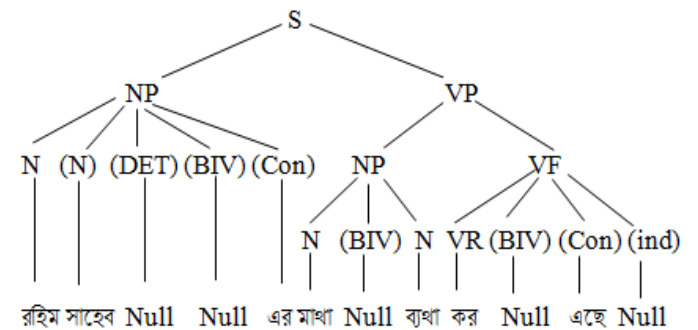 S
NP VP
N (N) (DET) (BIV) (Con) NP VF
N (BIV) N VR (BIV) (Con) (ind)
রহিম সাহেব Null Null এর মাথা Null ব্যথা কর Null এছে Null